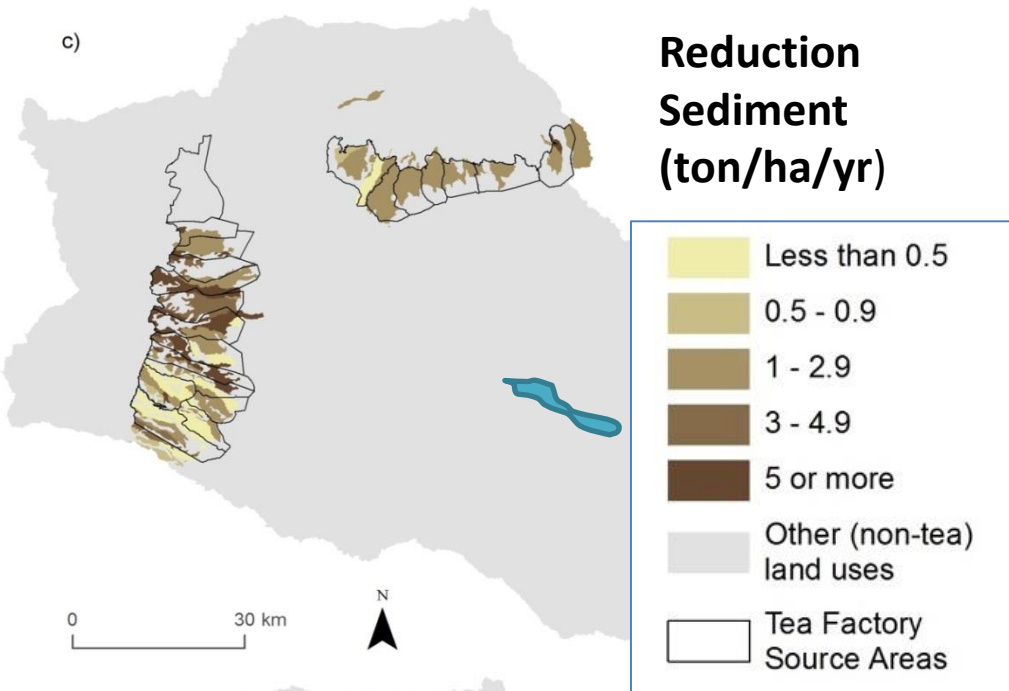 c)
Reduction
Sediment
(ton/ha/yr)
Less than 0.5
0.5 - 0.9
1 - 2.9
3 - 4.9
5 or more
Other (non-tea)
land uses
Tea Factory
Source Areas
N
0 30 km